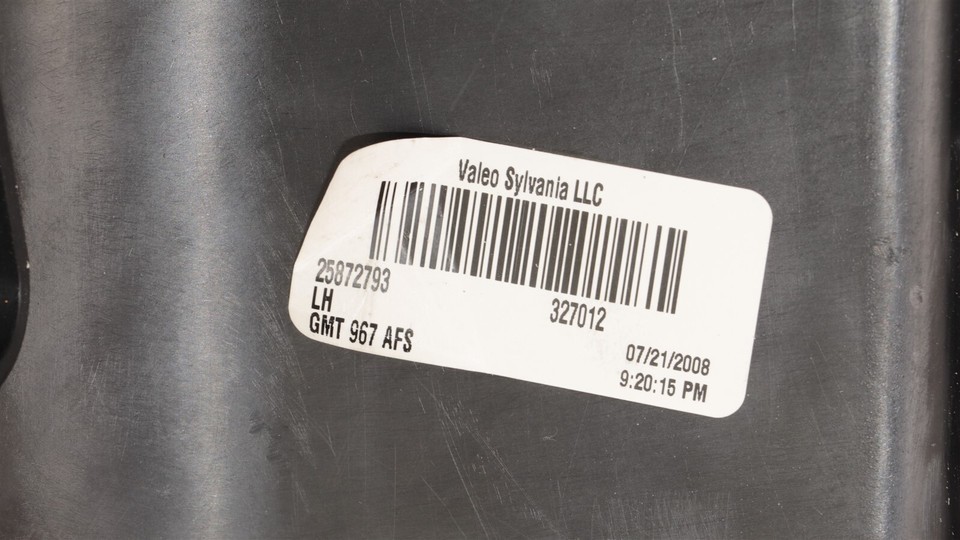 Valeo Sylvania LLC
25872793
327012
LH
GMT 967 AFS
07/21/2008
9:20:15 PM